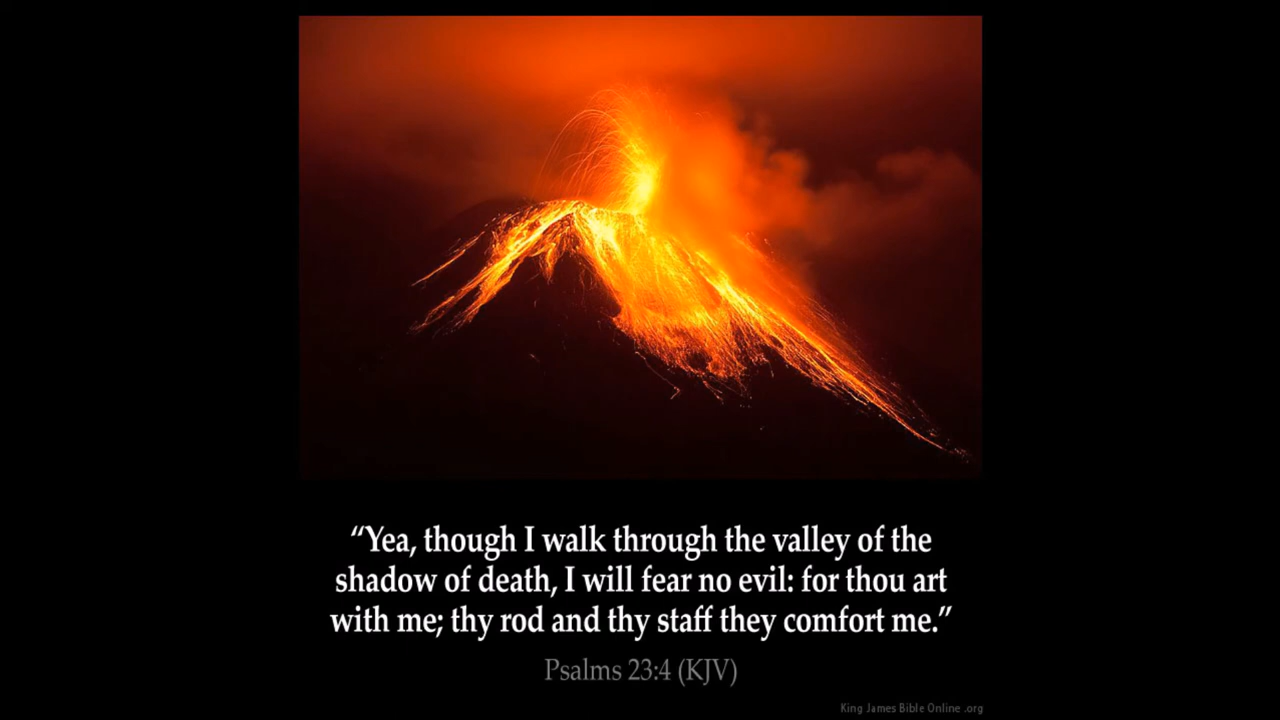 “Yea, though I walk through the valley of the
shadow of death, I will fear no evil: for thou art
with me; thy rod and thy staff they comfort me.”
Psalms 23:4 (KJV)
King James Bible Online .org